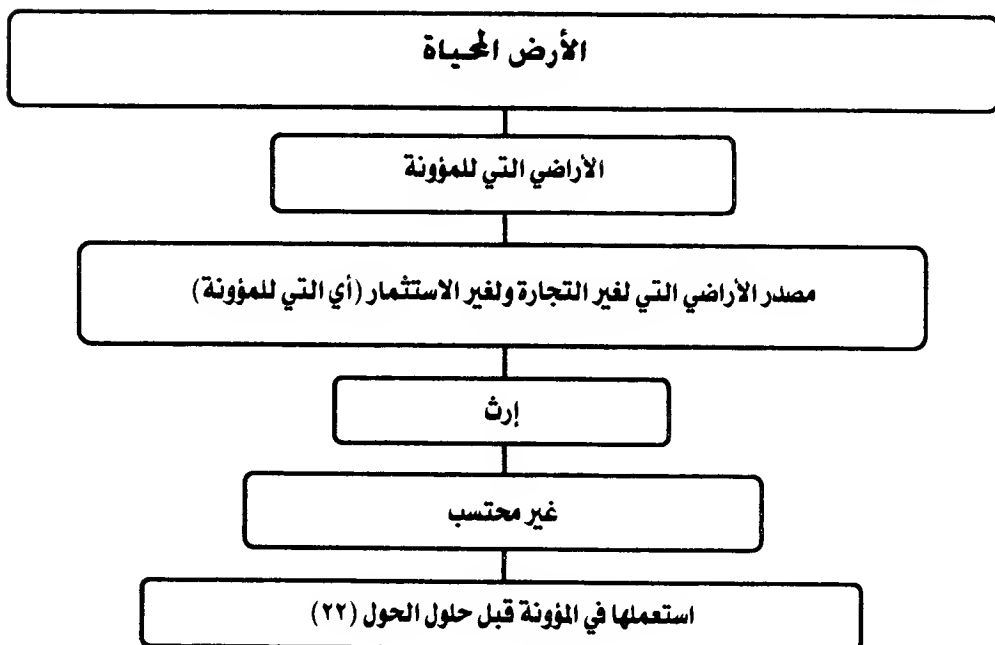 الأرض المحياة
الأراضي التي للمؤونة
مصدر الأراضي التي لغير التجارة ولغير الاستثمار (أي التي للمؤونة)
إرث
غير محتسب
استعملها في المؤونة قبل حلول الحول (٢٢)